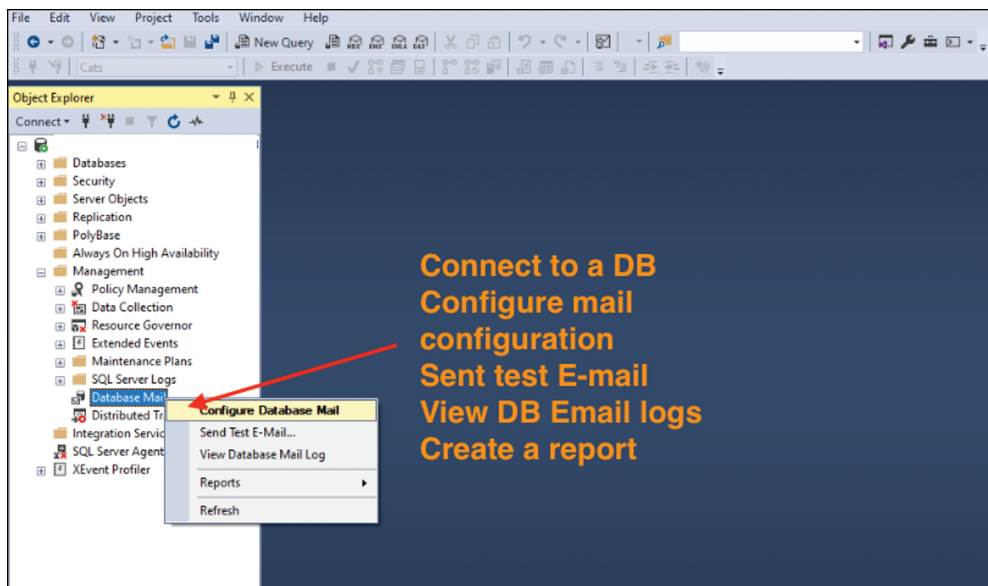 File Edit View Project Tools Window Help
New Query
Cats
Execute
Object Explorer
Connect
Databases
Security
Server Objects
Replication
PolyBase
Always On High Availability
Management
Policy Management
Data Collection
Resource Governor
Extended Events
Maintenance Plans
SQL Server Logs
Database Mail
Distributed Tr
Integration Servic
SQL Server Agent
XEvent Profiler
Configure Database Mail
Send Test E-Mail...
View Database Mail Log
Reports
Refresh
Connect to a DB
Configure mail
configuration
Sent test E-mail
View DB Email logs
Create a report